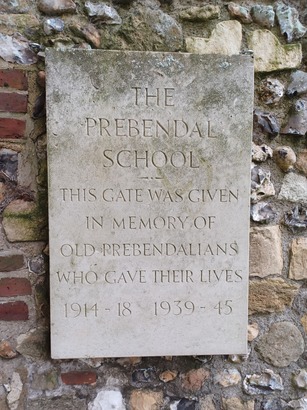 THE
PREBENDAL
SCHOOL
THIS GATE WAS GIVEN
IN MEMORY OF
OLD PREBENDALIANS
WHO GAVE THEIR LIVES
1914-18 1939-45